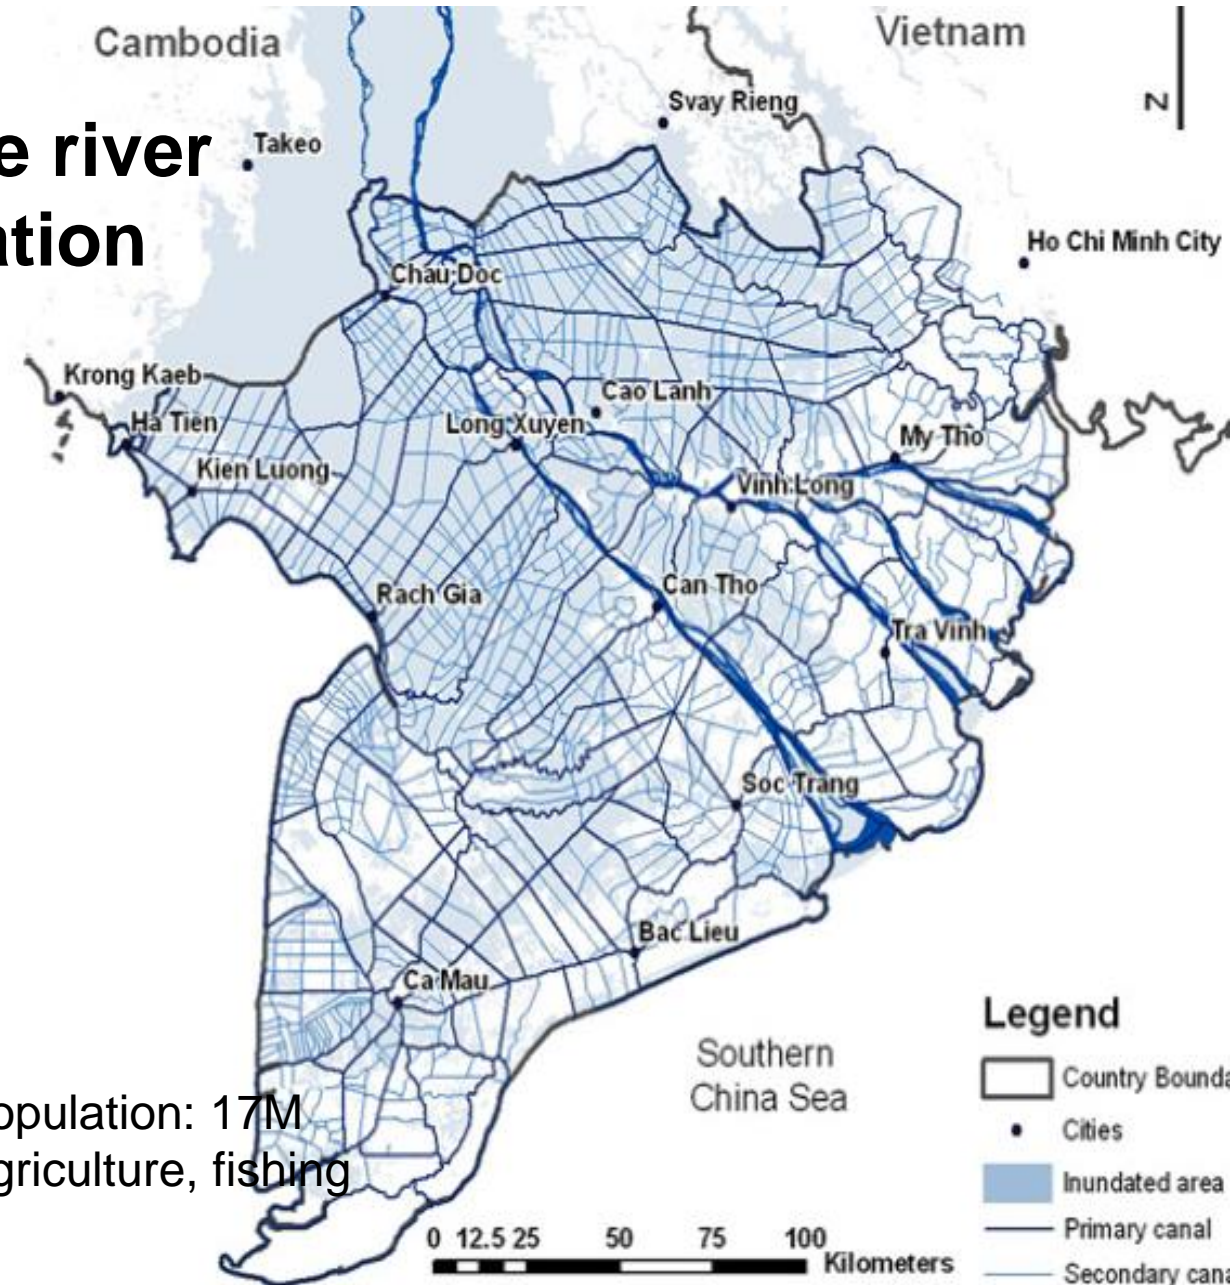 Cambodia
Vietnam
Svay Rieng
Z
e river
Takeo
ation
Ho Chi Minh City
Chau Doc
Krong Kaeb
Cao Lanh
Ha Tien
Long Xuyen
My Tho
Kien Luong
Vinh Long
Can Tho
Rach Gia
Tra Vinh
Soc Trang
Bac Lieu
Ca Mau
Legend
Southern
China Sea
Country Bounda
opulation: 17M
Cities
griculture, fishing
Inundated area
Primary canal
0 12.5 25 50 75 100
Kilometers
Secondary cana